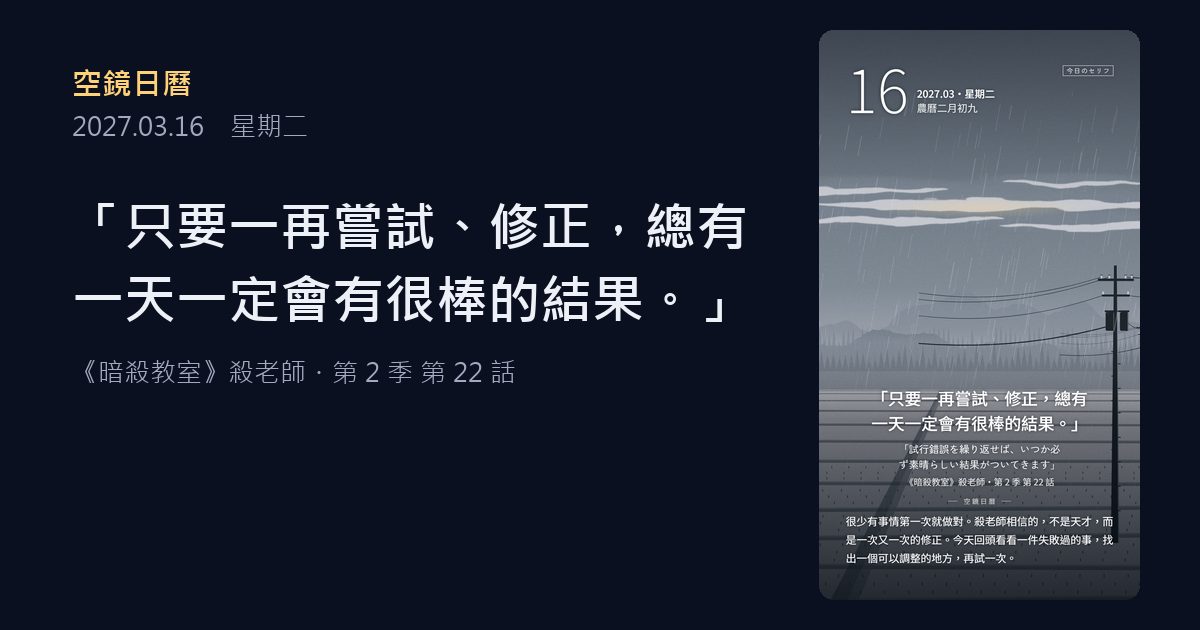 空鏡日曆
2027.03.16　星期二
「只要一再嘗試、修正，總有
一天一定會有很棒的結果。」
《暗殺教室》殺老師・第 2 季 第 22 話
今日のセリフ
16
2027.03・星期二
農曆二月初九
「只要一再嘗試、修正，總有
一天一定會有很棒的結果。」
「試行錯誤を繰り返せば、いつか必
ず素晴らしい結果がついてきます」
《暗殺教室》殺老師・第 2 季 第 22 話
空鏡日曆
很少有事情第一次就做對。殺老師相信的，不是天才，而
是一次又一次的修正。今天回頭看看一件失敗過的事，找
出一個可以調整的地方，再試一次。